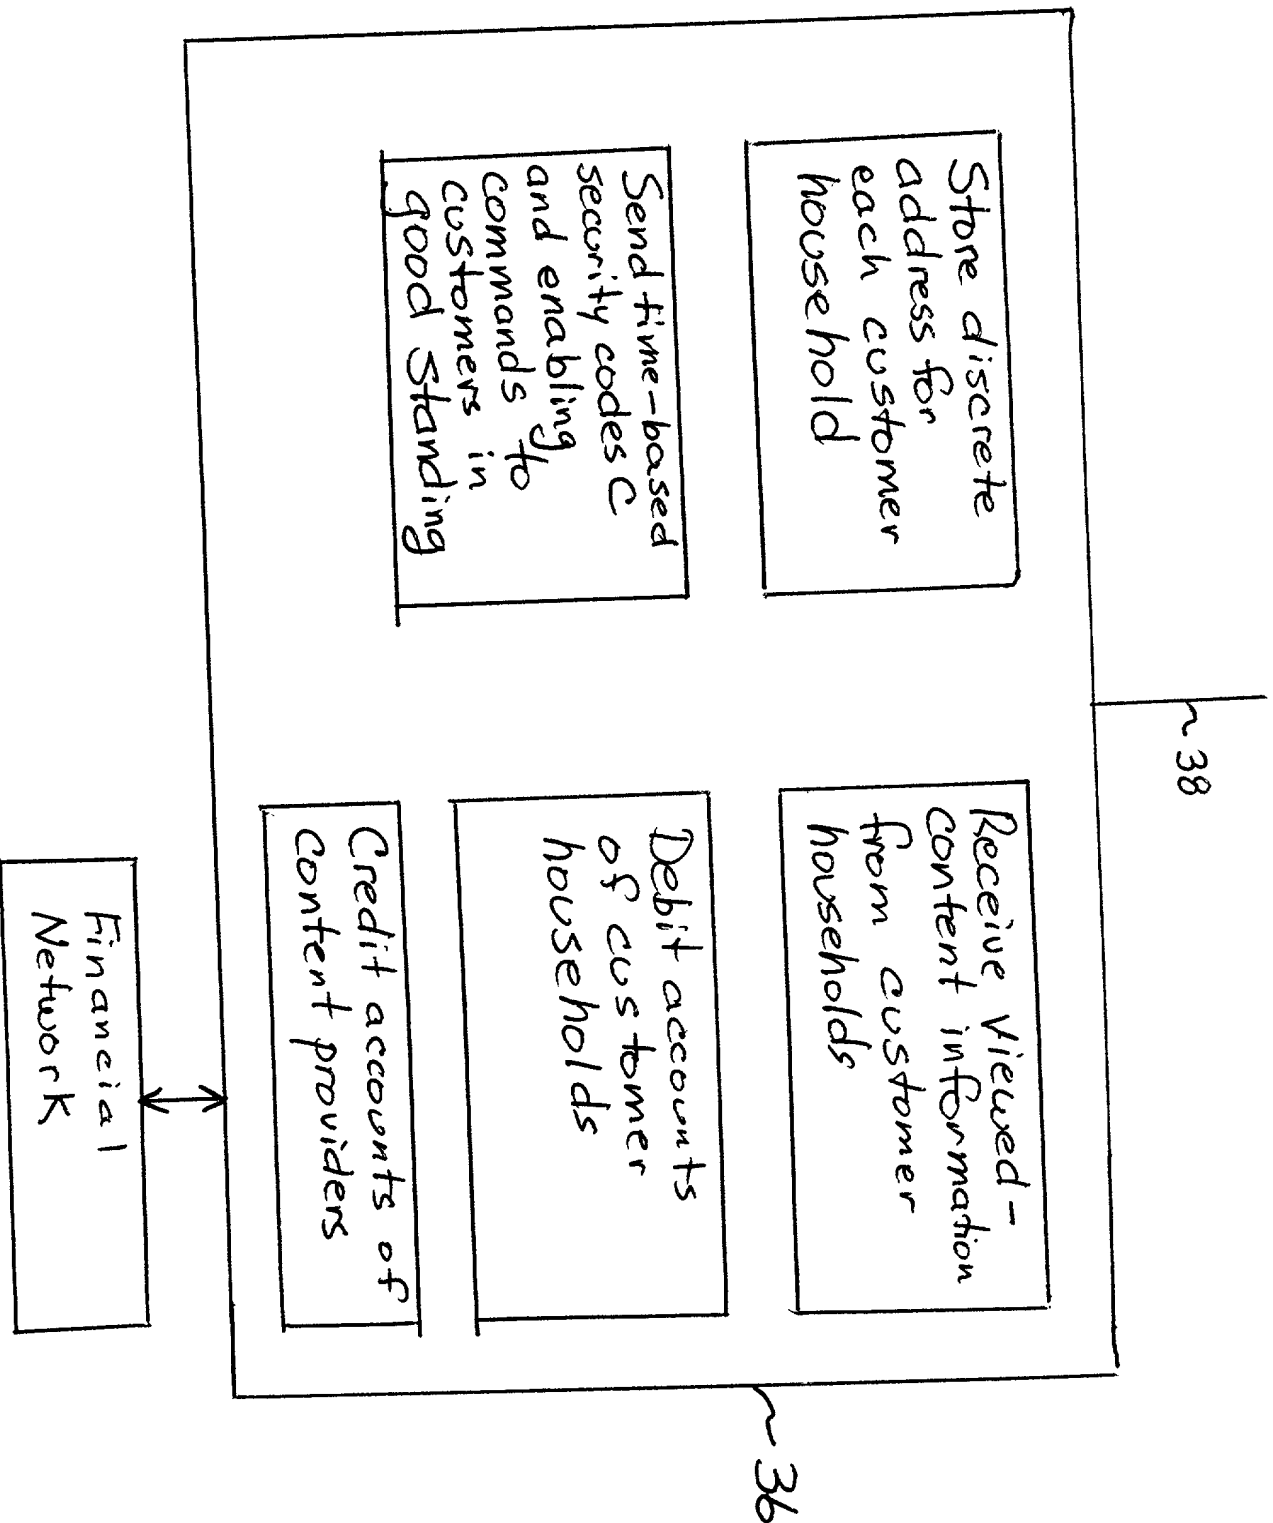 38
Store discrete
address for
each customer
household
Send time-based
security codes C
and enabling
commands to
customers in
good Standing
Receive Viewed-
content information
from customer
households
Debit accounts
of customer
households
Credit accounts of
content providers
36
Financial
Network